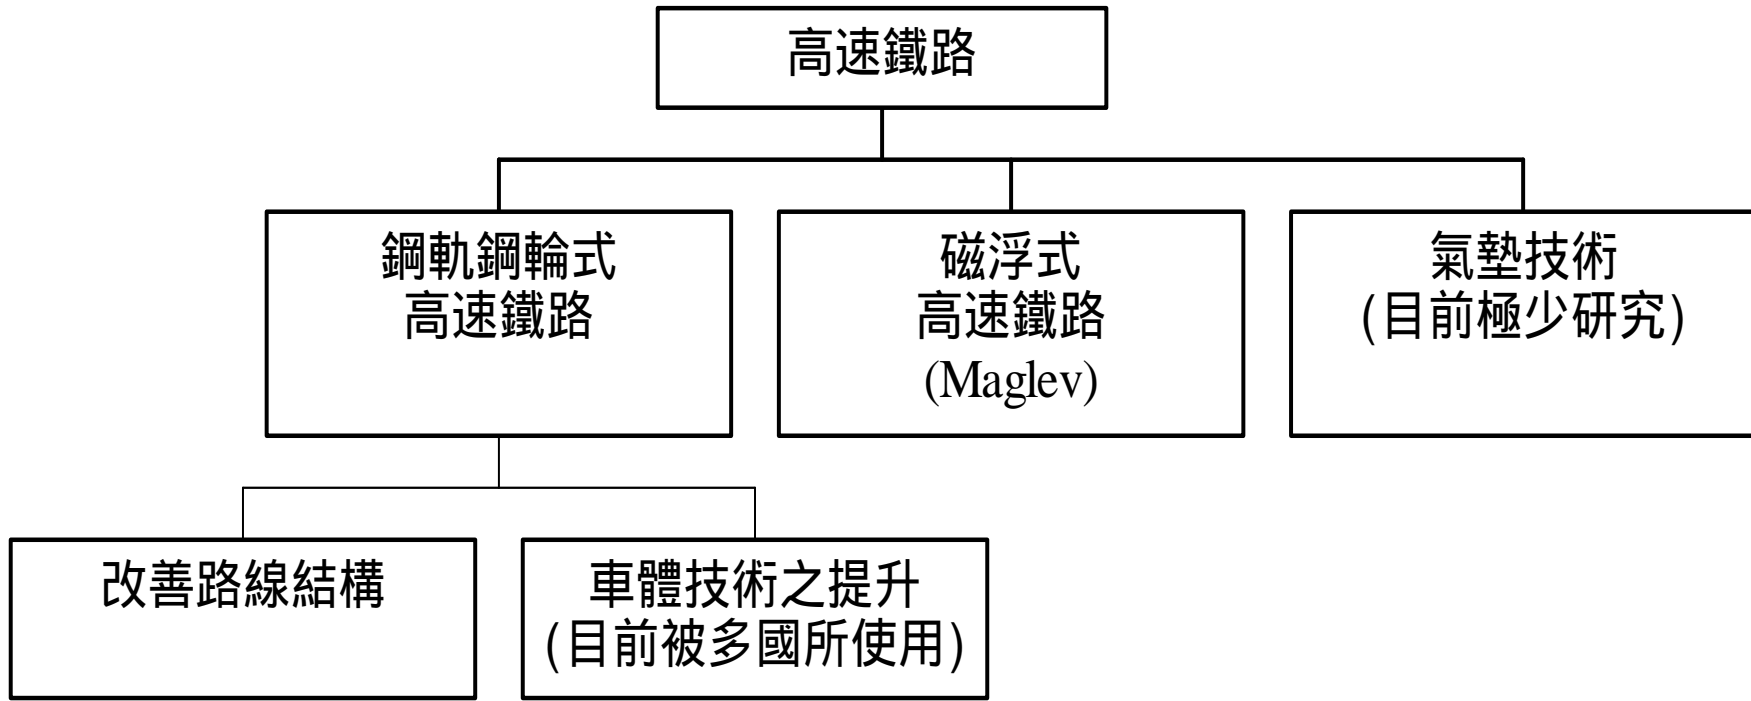 高速鐵路
鋼軌鋼輪式
高速鐵路
磁浮式
高速鐵路
(Maglev)
氣墊技術
(目前極少研究)
改善路線結構
車體技術之提升
(目前被多國所使用)